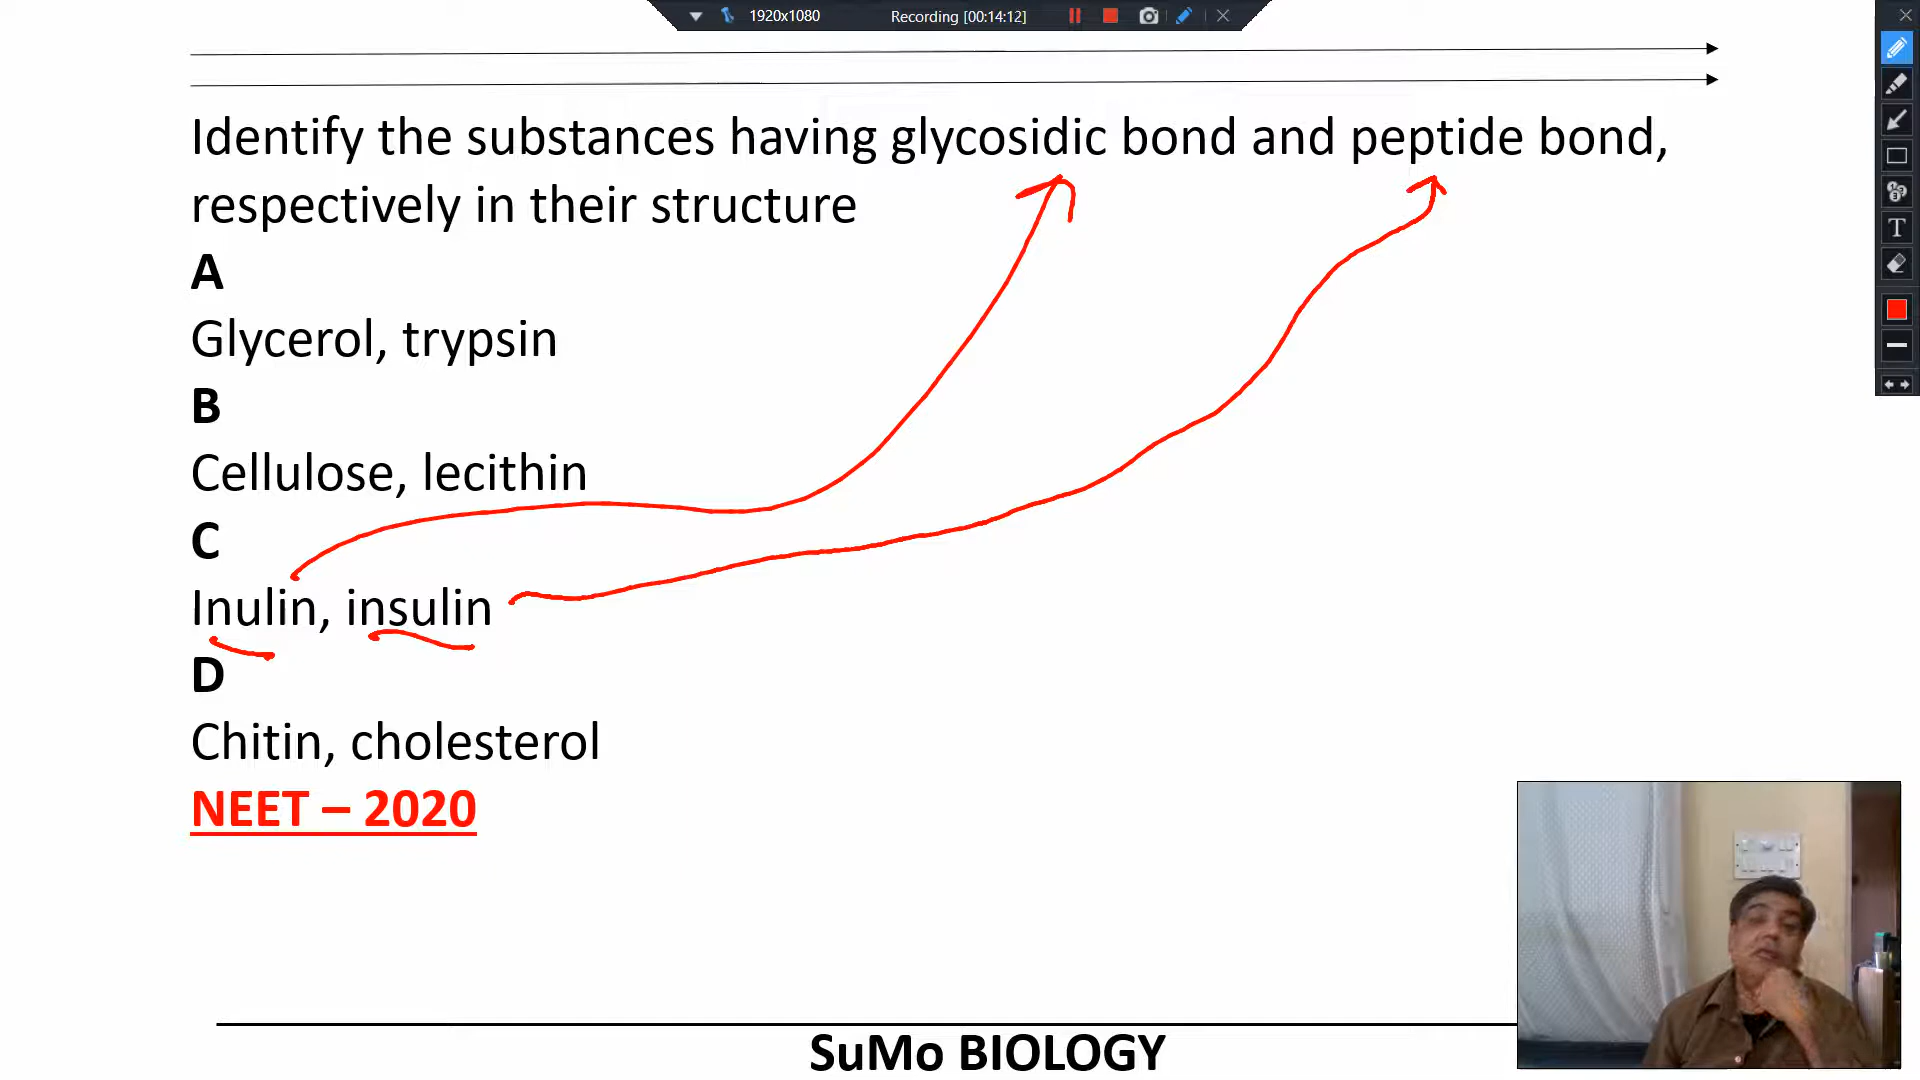 1920x1080 Recording [00:14:12]
Identify the substances having glycosidic bond and peptide bond,
respectively in their structure
A
Glycerol, trypsin
B
Cellulose, lecithin
C
Inulin, insulin
D
Chitin, cholesterol
NEET – 2020
SuMo BIOLOGY
T